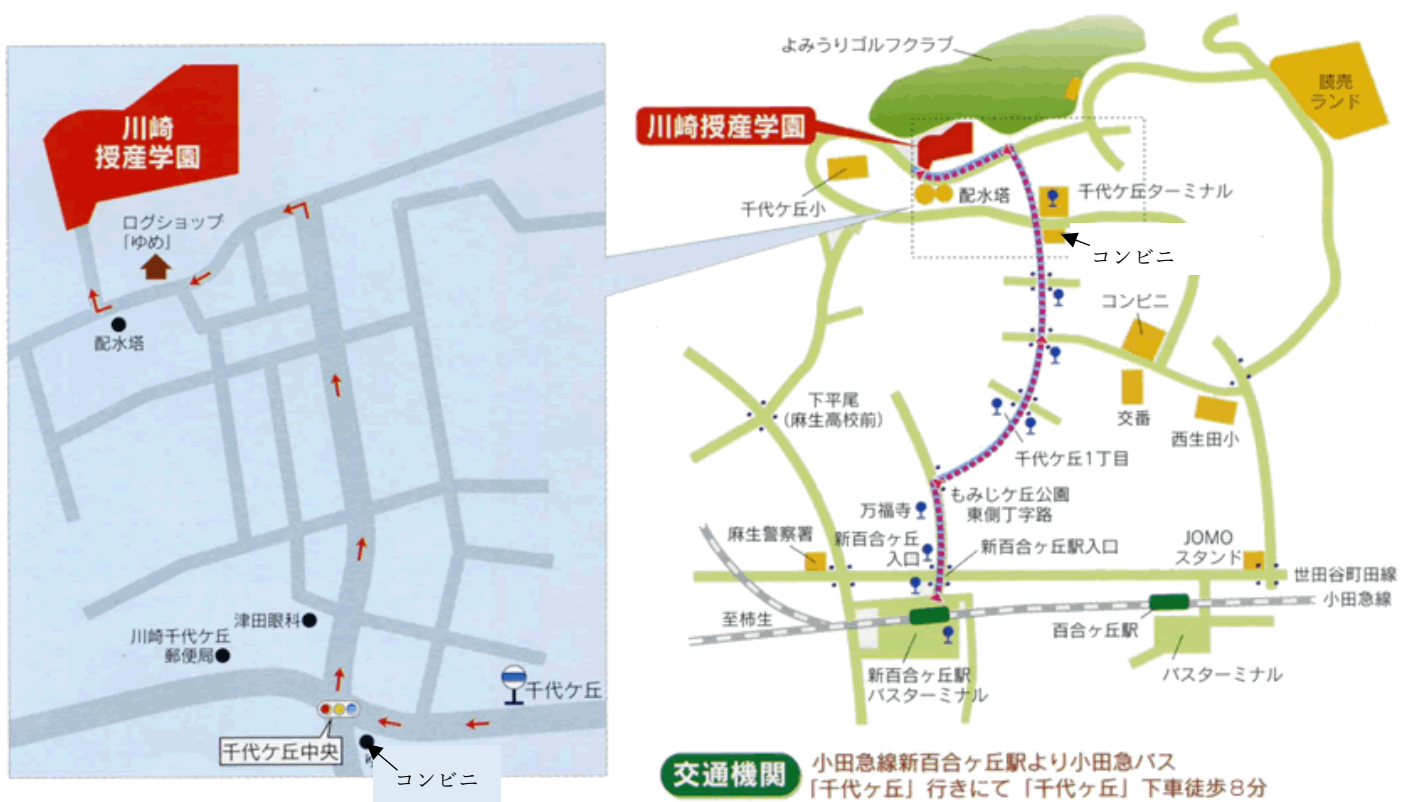 川崎
授産学園
ログショップ
「ゆめ」
配水塔
津田眼科
川崎千代ケ丘
郵便局
千代ケ丘
千代ケ丘中央
コンビニ
よみうりゴルフクラブ
読売
ランド
川崎授産学園
千代ケ丘小
配水塔
千代ケ丘ターミナル
コンビニ
コンビニ
交番
西生田小
下平尾
(麻生高校前)
千代ケ丘1丁目
もみじケ丘公園
東側丁字路
万福寺
麻生警察署
新百合ヶ丘
入口
新百合ヶ丘駅入口
JOMO
スタンド
世田谷町田線
小田急線
至柿生
百合ヶ丘駅
新百合ヶ丘駅
バスターミナル
バスターミナル
交通機関
小田急線新百合ヶ丘駅より小田急バス
「千代ヶ丘」行きにて「千代ヶ丘」下車徒歩8分